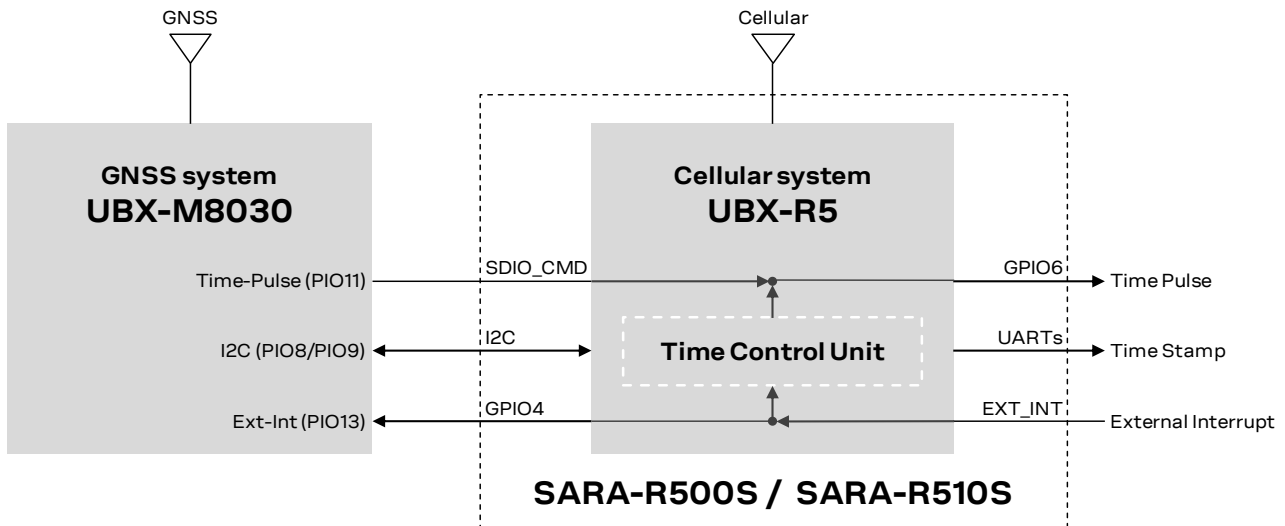 GNSS
Cellular
GNSS system
UBX-M8030
Cellular system
UBX-R5
Time-Pulse (PIO11)
SDIO_CMD
GPIO6
Time Pulse
I2C (PIO8/PIO9)
I2C
Time Control Unit
UARTs
Time Stamp
Ext-Int (PIO13)
GPIO4
EXT_INT
External Interrupt
SARA-R500S / SARA-R510S